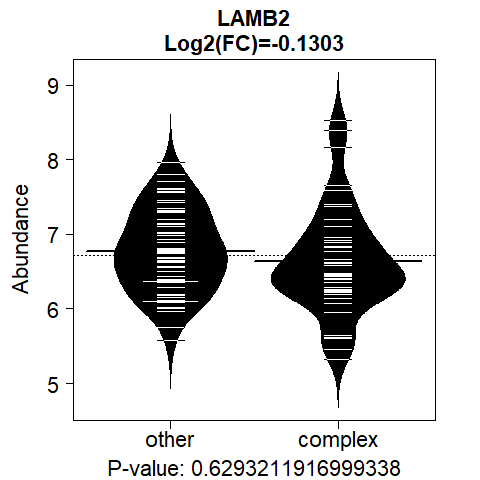 LAMB2
Log2(FC)=-0.1303
Abundance
9
8
7
6
5
other complex
P-value: 0.6293211916999338